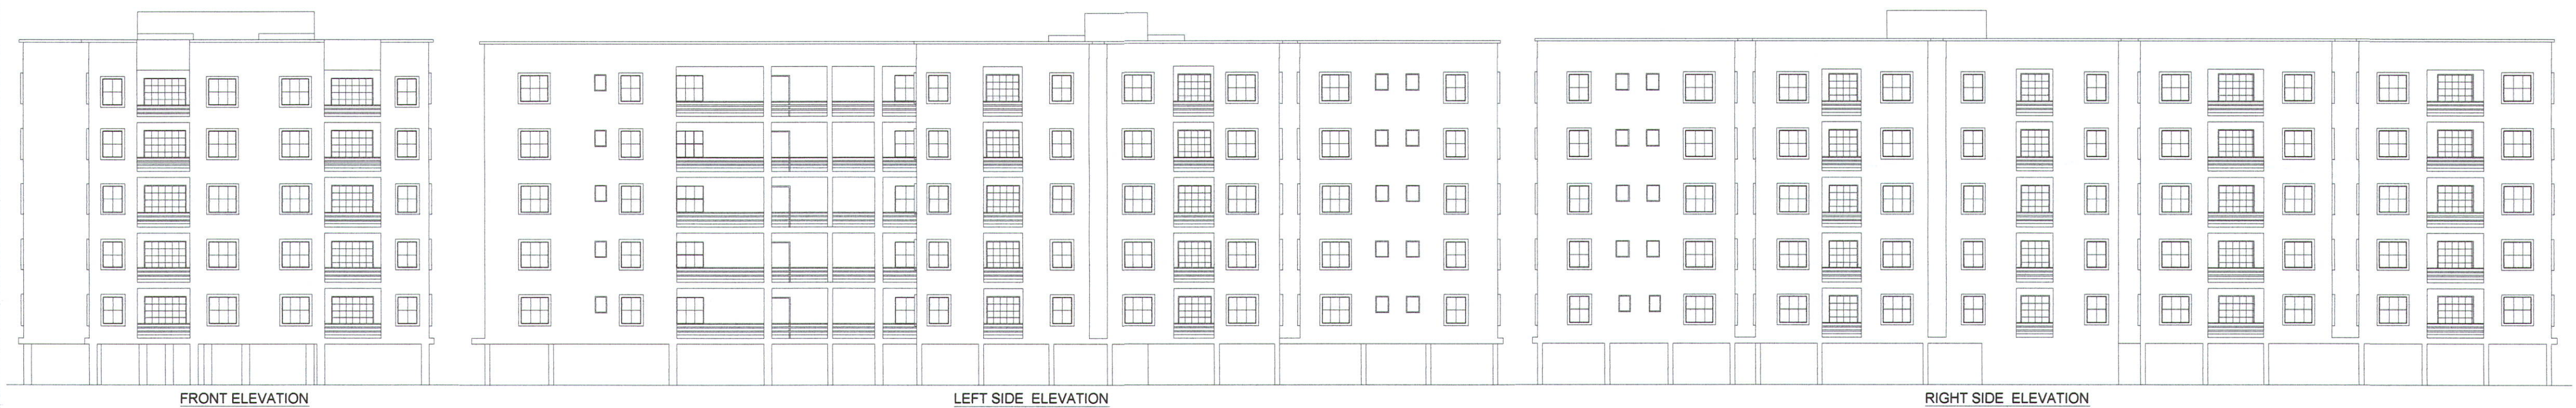 FRONT ELEVATION
LEFT SIDE ELEVATION
RIGHT SIDE ELEVATION